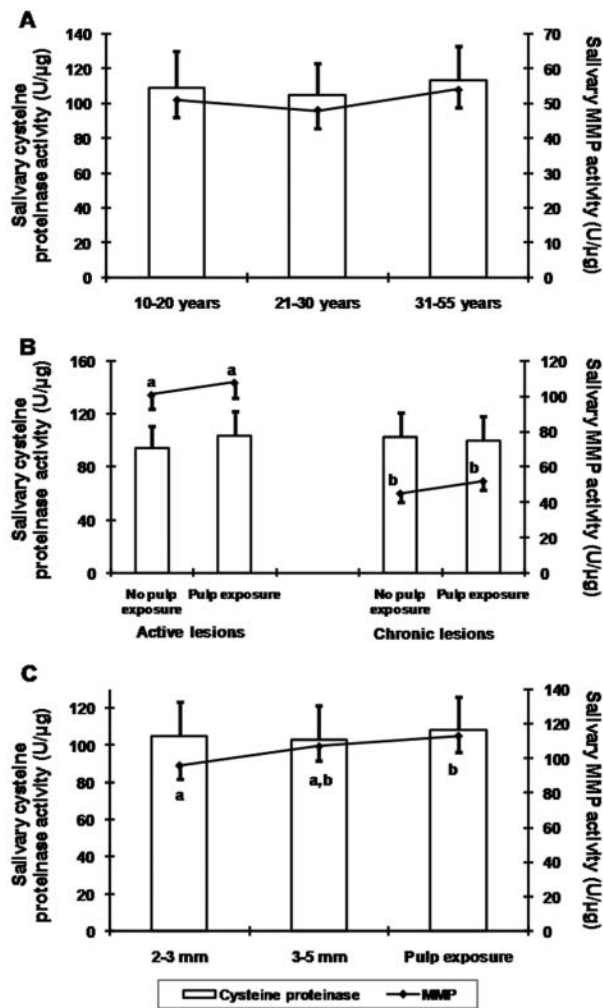 A
Salivary cysteine
proteinase activity (U/µg)
140
120
100
80
60
40
20
0
70
60
50
40
30
20
10
0
Salivary MMP activity
(U/µg)
10-20 years 21-30 years 31-55 years
B
Salivary cysteine
proteinase activity (U/µg)
160
120
80
40
0
a a
b b
120
100
80
60
40
20
0
Salivary MMP activity (U/µg)
No pulp Pulp exposure No pulp Pulp exposure
exposure exposure
Active lesions Chronic lesions
C
Salivary cysteine
proteinase activity (U/µg)
120
100
80
60
40
20
0
a a,b b
140
120
100
80
60
40
20
0
Salivary MMP activity (U/µg)
2-3 mm 3-5 mm Pulp exposure
Cysteine proteinase MMP